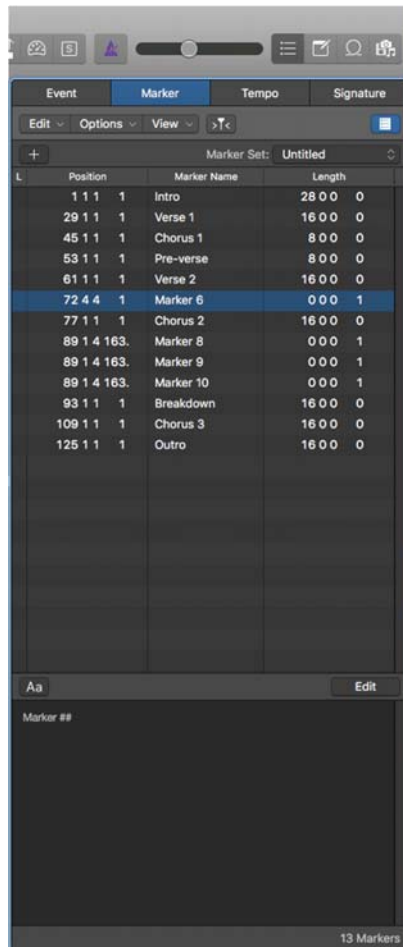 S
Event Marker Tempo Signature
Edit Options View
+ Marker Set: Untitled
L Position Marker Name Length
1 1 1 1 Intro 28 0 0 0
29 1 1 1 Verse 1 16 0 0 0
45 1 1 1 Chorus 1 8 0 0 0
53 1 1 1 Pre-verse 8 0 0 0
61 1 1 1 Verse 2 16 0 0 0
72 4 4 1 Marker 6 0 0 0 1
77 1 1 1 Chorus 2 16 0 0 0
89 1 4 163. Marker 8 0 0 0 1
89 1 4 163. Marker 9 0 0 0 1
89 1 4 163. Marker 10 0 0 0 1
93 1 1 1 Breakdown 16 0 0 0
109 1 1 1 Chorus 3 16 0 0 0
125 1 1 1 Outro 16 0 0 0
Aa Edit
Marker ##
13 Markers